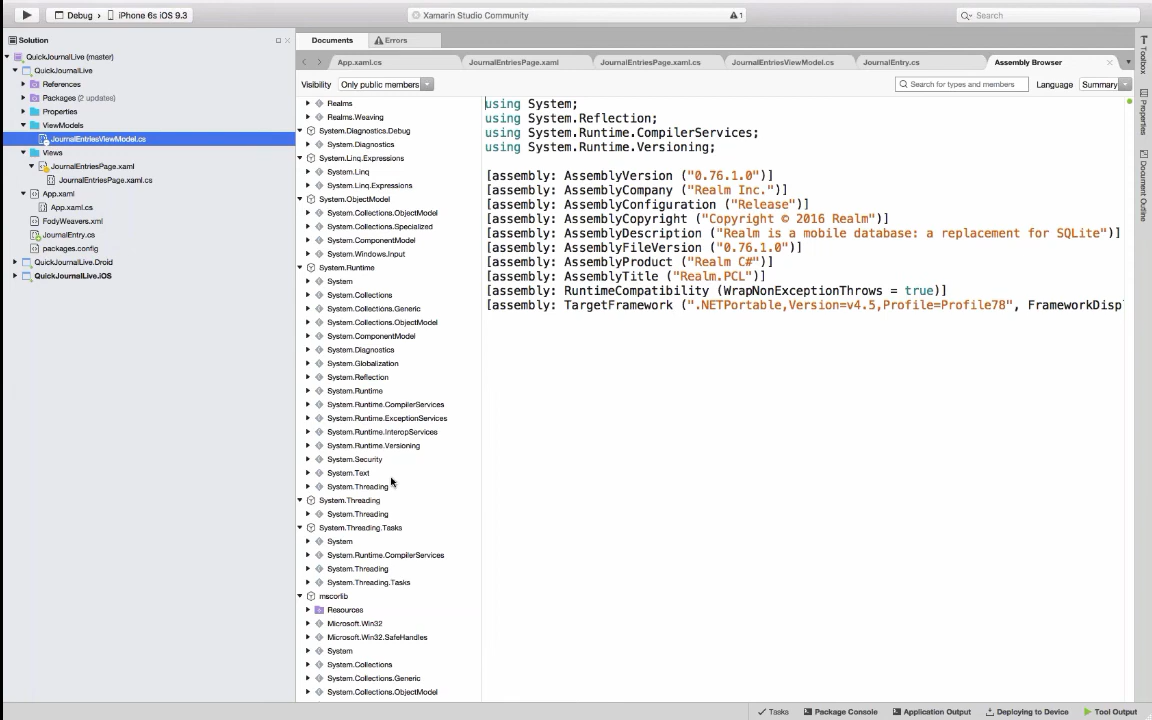 Debug
iPhone 6s iOS 9.3
Xamarin Studio Community
1
Search
Solution
QuickJournalLive (master)
QuickJournalLive
References
Packages (2 updates)
Properties
ViewModels
JournalEntriesViewModel.cs
Views
JournalEntriesPage.xaml
JournalEntriesPage.xaml.cs
App.xaml
App.xaml.cs
FodyWeavers.xml
JournalEntry.cs
packages.config
QuickJournalLive.Droid
QuickJournalLive.iOS
Documents
Errors
App.xaml.cs
JournalEntriesPage.xaml
JournalEntriesPage.xaml.cs
JournalEntriesViewModel.cs
JournalEntry.cs
Assembly Browser
Visibility
Only public members
Search for types and members
Language
Summary
Realms
Realms.Weaving
System.Diagnostics.Debug
System.Diagnostics
System.Linq.Expressions
System.Linq
System.Linq.Expressions
System.ObjectModel
System.Collections.ObjectModel
System.Collections.Specialized
System.ComponentModel
System.Windows.Input
System.Runtime
System
System.Collections
System.Collections.Generic
System.Collections.ObjectModel
System.ComponentModel
System.Diagnostics
System.Globalization
System.Reflection
System.Runtime
System.Runtime.CompilerServices
System.Runtime.ExceptionServices
System.Runtime.InteropServices
System.Runtime.Versioning
System.Security
System.Text
System.Threading
System.Threading
System.Threading
System.Threading.Tasks
System
System.Runtime.CompilerServices
System.Threading
System.Threading.Tasks
mscorlib
Resources
Microsoft.Win32
Microsoft.Win32.SafeHandles
System
System.Collections
System.Collections.Generic
System.Collections.ObjectModel
using System;
using System.Reflection;
using System.Runtime.CompilerServices;
using System.Runtime.Versioning;
[assembly: AssemblyVersion ("0.76.1.0")]
[assembly: AssemblyCompany ("Realm Inc.")]
[assembly: AssemblyConfiguration ("Release")]
[assembly: AssemblyCopyright ("Copyright © 2016 Realm")]
[assembly: AssemblyDescription ("Realm is a mobile database: a replacement for SQLite")]
[assembly: AssemblyFileVersion ("0.76.1.0")]
[assembly: AssemblyProduct ("Realm C#")]
[assembly: AssemblyTitle ("Realm.PCL")]
[assembly: RuntimeCompatibility (WrapNonExceptionThrows = true)]
[assembly: TargetFramework (".NETPortable,Version=v4.5,Profile=Profile78", FrameworkDisp
Toolbox
Properties
Document Outline
Tasks
Package Console
Application Output
Deploying to Device
Tool Output